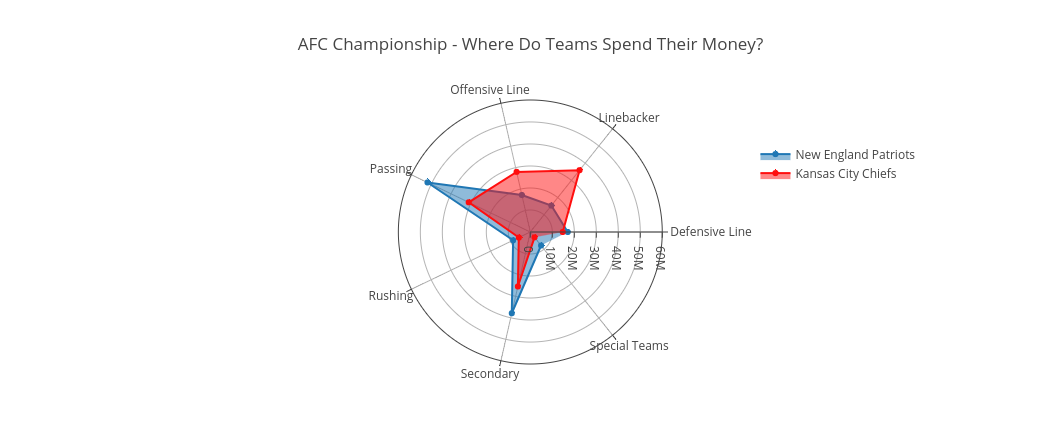 AFC Championship - Where Do Teams Spend Their Money?
Offensive Line
Linebacker
New England Patriots
Passing
Kansas City Chiefs
Defensive Line
0
10M
20M
30M
40M
50M
60M
Rushing
Special Teams
Secondary